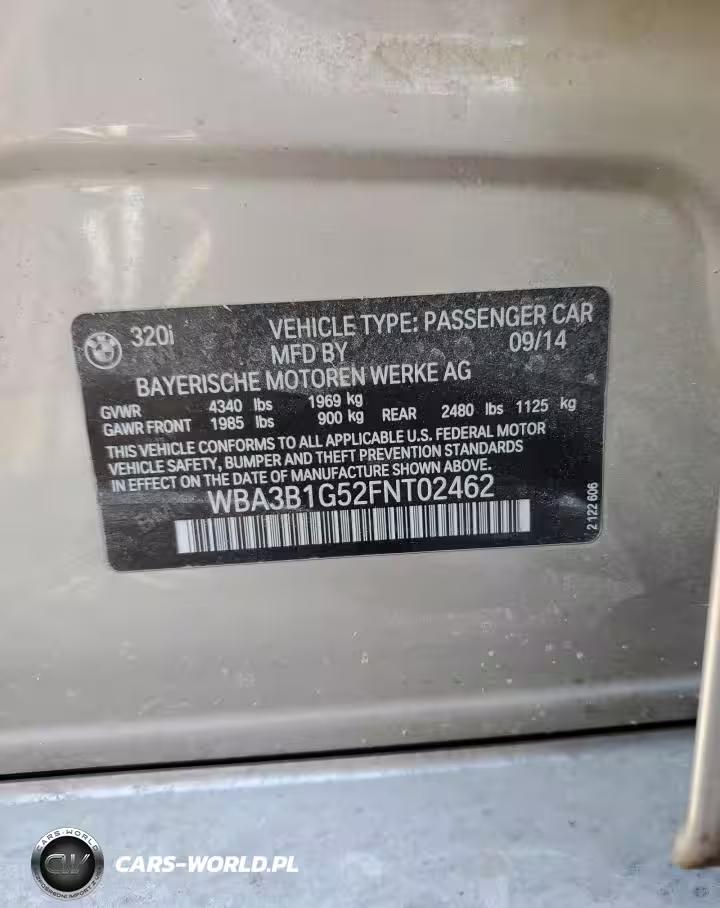 320i VEHICLE TYPE: PASSENGER CAR
MFD BY 09/14
BAYERISCHE MOTOREN WERKE AG
GVWR 4340 lbs 1969 kg
GAWR FRONT 1985 lbs 900 kg REAR 2480 lbs 1125 kg
THIS VEHICLE CONFORMS TO ALL APPLICABLE U.S. FEDERAL MOTOR
VEHICLE SAFETY, BUMPER AND THEFT PREVENTION STANDARDS
IN EFFECT ON THE DATE OF MANUFACTURE SHOWN ABOVE.
WBA3B1G52FNT02462
2 122 606
CARS-WORLD
CW
CARS-WORLD.PL